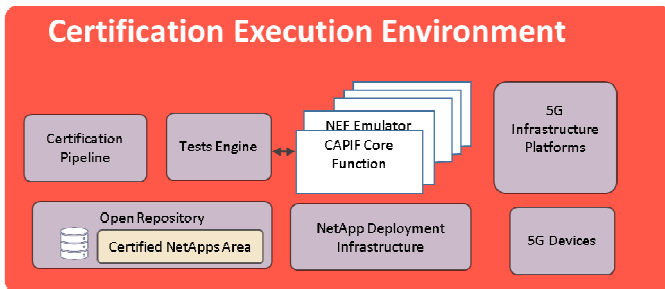 Certification Execution Environment
Certification
Pipeline
Tests Engine
NEF Emulator
CAPIF Core
Function
5G
Infrastructure
Platforms
Open Repository
Certified NetApps Area
NetApp Deployment
Infrastructure
5G Devices